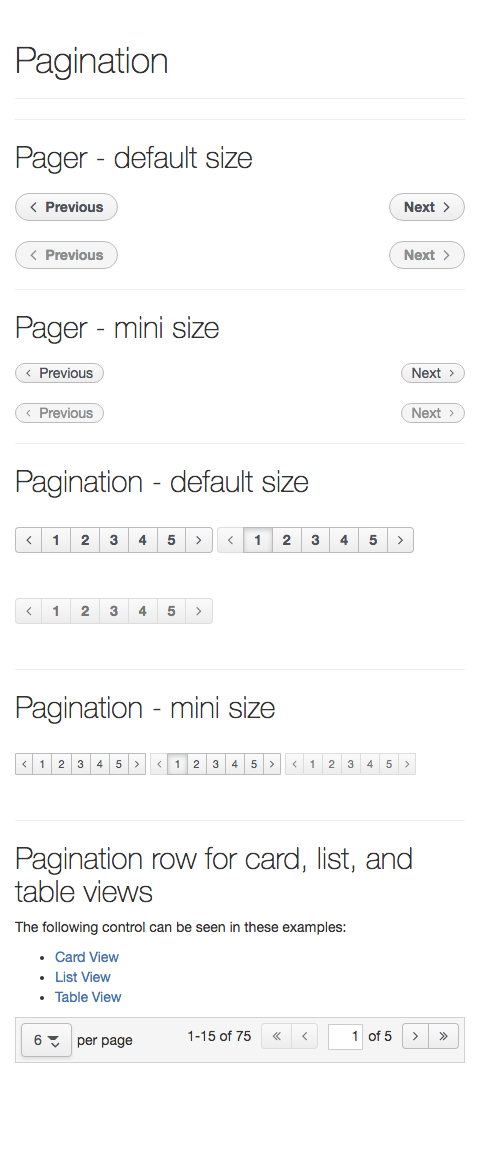 Pagination
Pager - default size
Previous Next
Previous Next
Pager - mini size
Previous Next
Previous Next
Pagination - default size
1 2 3 4 5 1 2 3 4 5
1 2 3 4 5
Pagination - mini size
1 2 3 4 5 1 2 3 4 5 1 2 3 4 5
Pagination row for card, list, and
table views
The following control can be seen in these examples:
Card View
List View
Table View
6 per page 1-15 of 75 1 of 5